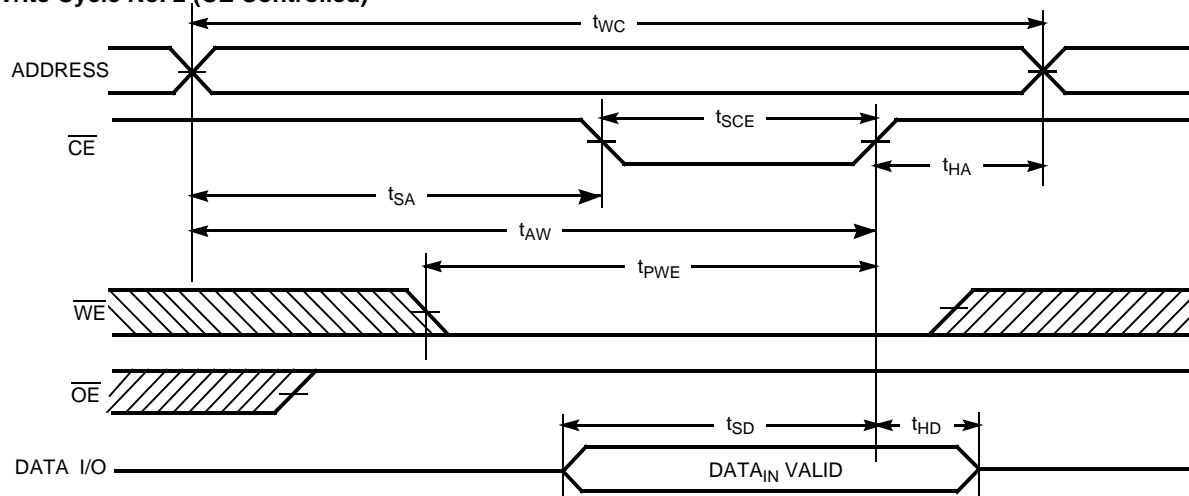 Write Cycle No. 2 (CE Controlled)
tWC
ADDRESS
tSCE
CE
tHA
tSA
tAW
tPWE
WE
OE
tSD
tHD
DATA I/O
DATAIN VALID